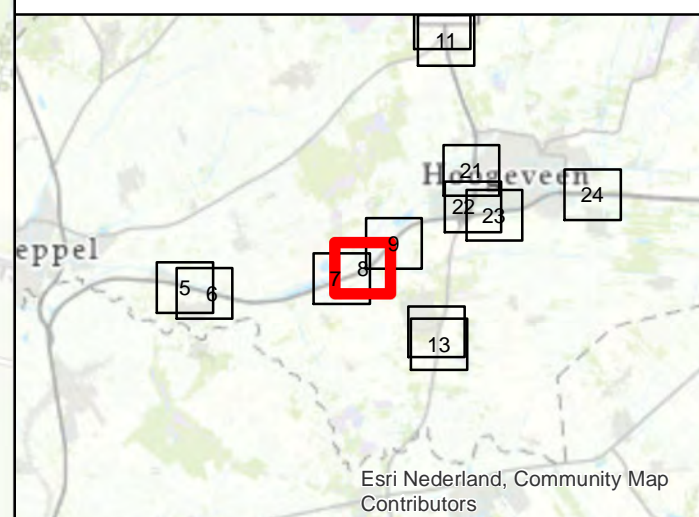 11
21
Hoogeveen
24
22
23
9
eppel
8
7
5
6
13
Esri Nederland, Community Map
Contributors